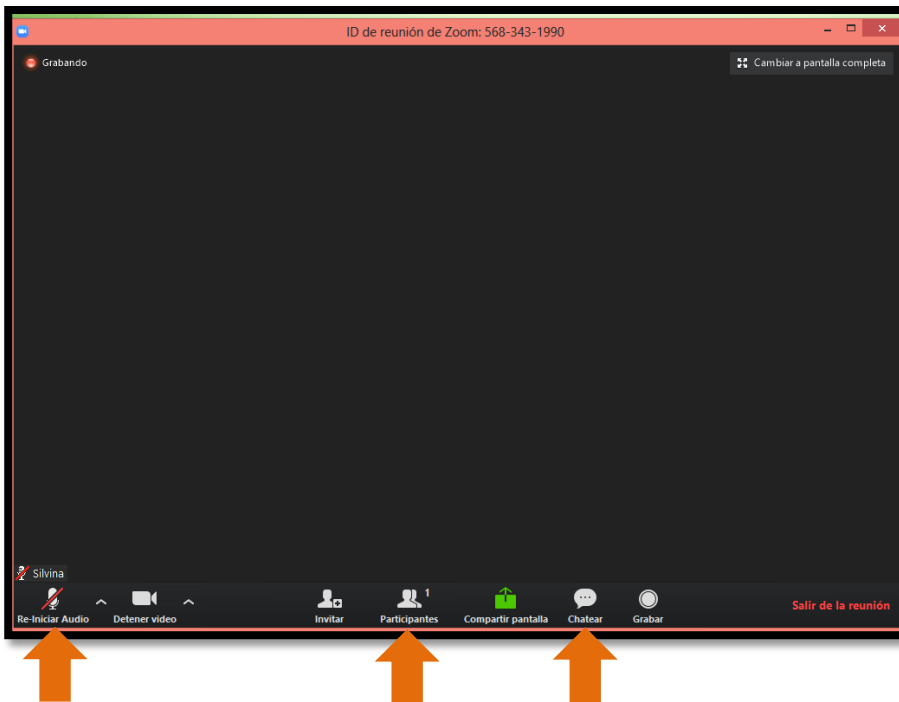 ID de reunión de Zoom: 568-343-1990
Grabando
Cambiar a pantalla completa
Silvina
1
Re-Iniciar Audio
Detener video
Invitar
Participantes
Compartir pantalla
Chatear
Grabar
Salir de la reunión